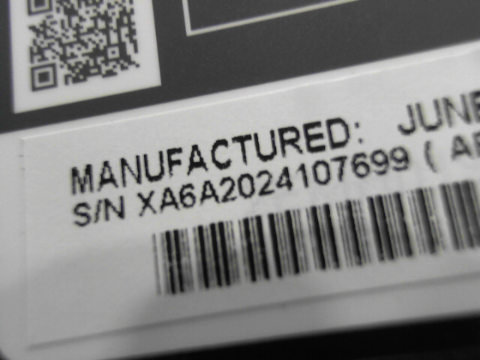 MANUFACTURED: JUNE
S/N XA6A2024107699 (